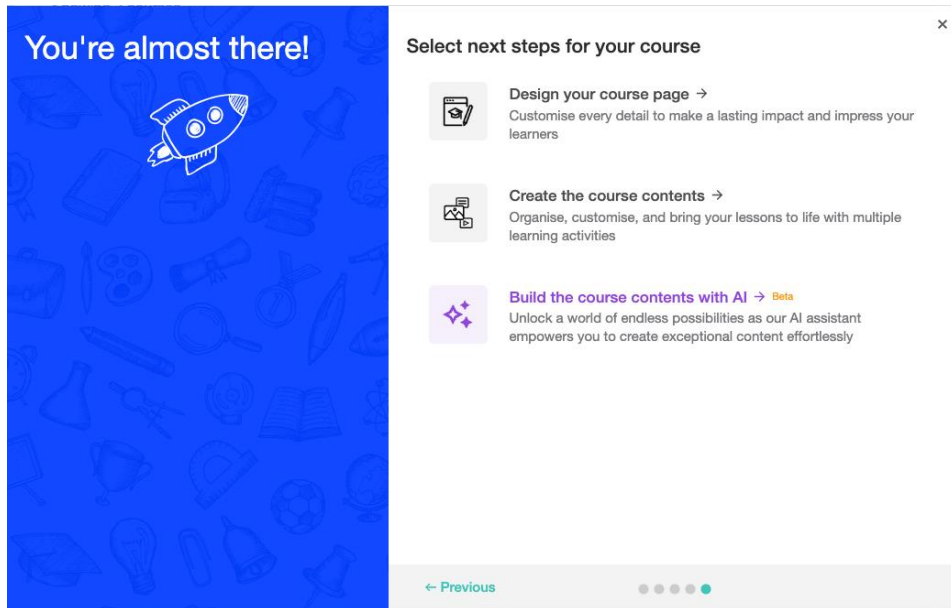 You're almost there!
Select next steps for your course
Design your course page →
Customise every detail to make a lasting impact and impress your
learners
Create the course contents →
Organise, customise, and bring your lessons to life with multiple
learning activities
Build the course contents with AI → Beta
Unlock a world of endless possibilities as our AI assistant
empowers you to create exceptional content effortlessly
← Previous